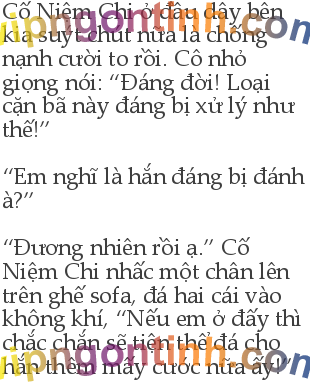 Cố Niệm Chi ở đầu dây bên
kia suýt chút nữa là chống
nạnh cười to rồi. Cô nhỏ
giọng nói: “Đáng đời! Loại
cặn bã này đáng bị xử lý như
thế!”
“Em nghĩ là hắn đáng bị đánh
à?”
“Đương nhiên rồi ạ.” Cố
Niệm Chi nhấc một chân lên
trên ghế sofa, đá hai cái vào
không khí, “Nếu em ở đấy thì
chắc chắn sẽ tiện thể đá cho
hắn thêm mấy cước nữa ấy!”
vipngontinh.com
vipngontinh.com